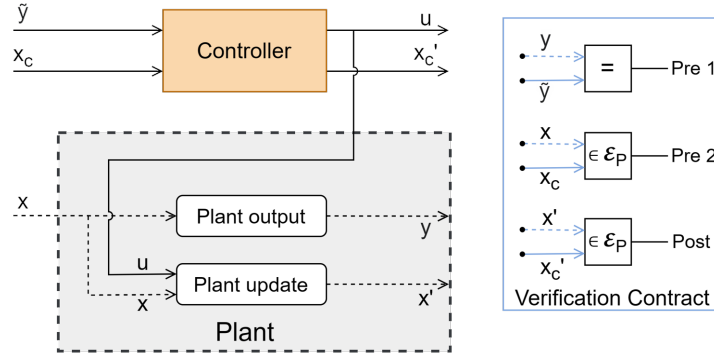 ỹ
u
Controller
x_c
x_c'
x
Plant output
y
u
Plant update
x
x'
Plant
y
=
Pre 1
ỹ
x
∈ ℰ_P
Pre 2
x_c
x'
∈ ℰ_P
Post
x_c'
Verification Contract